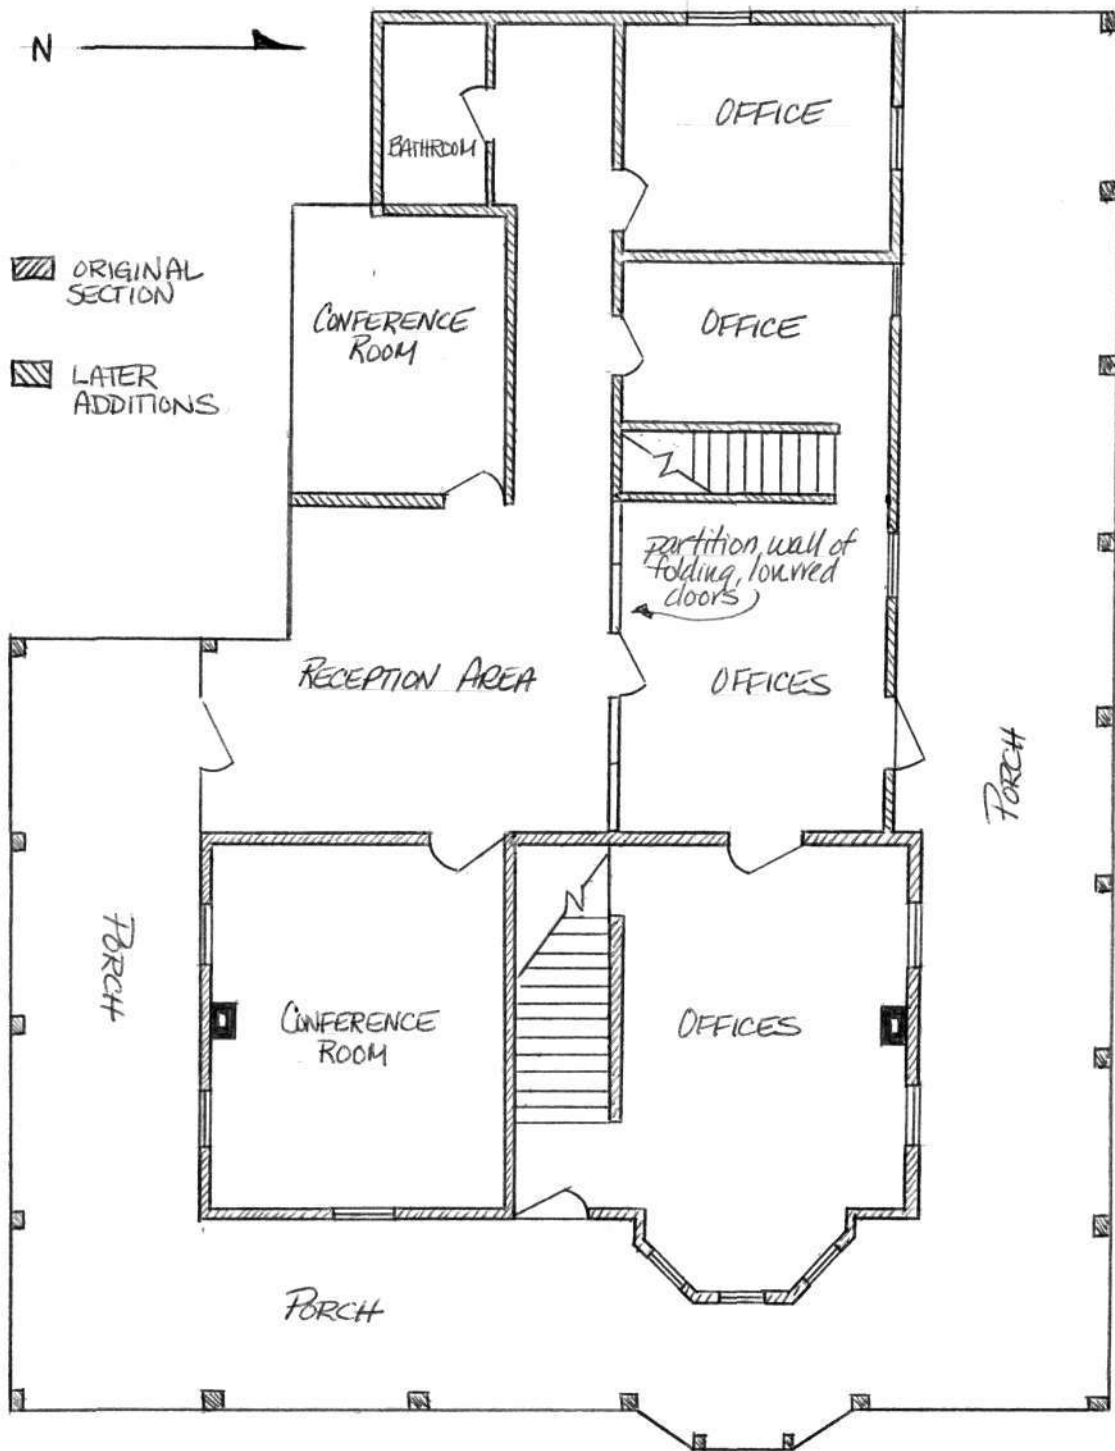 N
OFFICE
BATHROOM
ORIGINAL
SECTION
CONFERENCE
ROOM
OFFICE
LATER
ADDITIONS
partition wall of
folding, louvred
doors
RECEPTION AREA
OFFICES
PORCH
PORCH
CONFERENCE
ROOM
OFFICES
PORCH